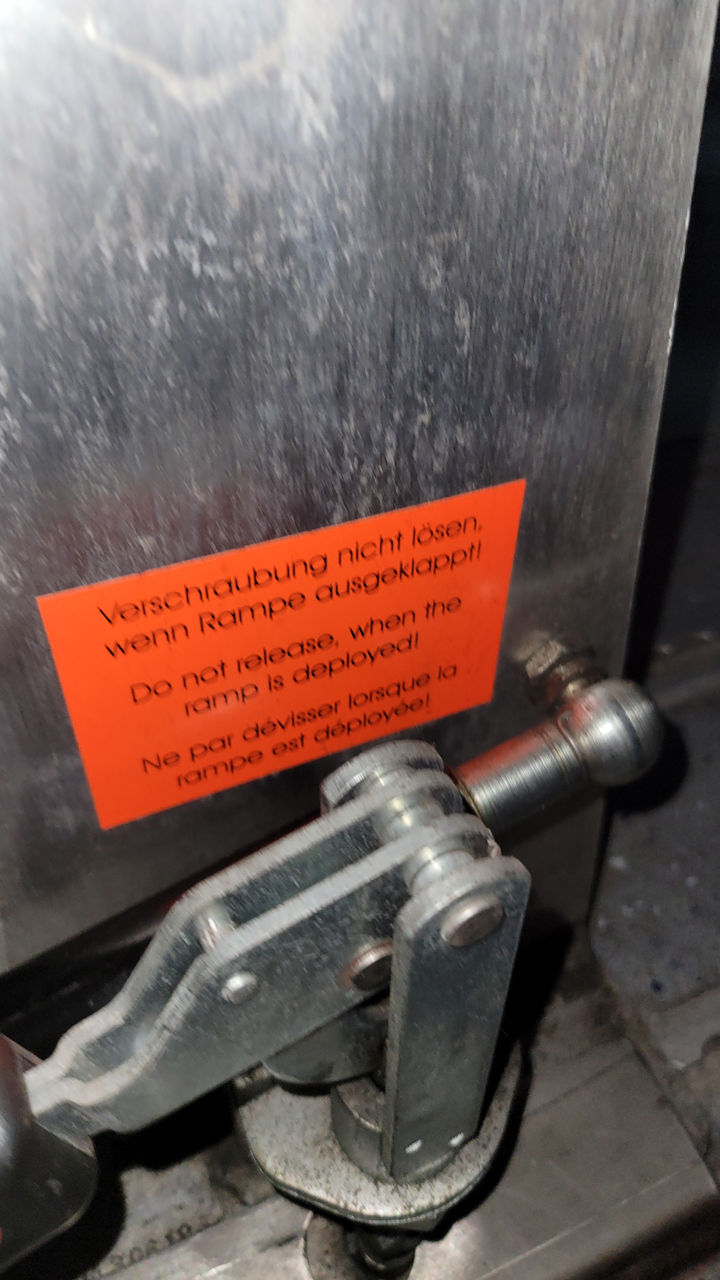 Verschraubung nicht lösen,
wenn Rampe ausgeklappt!
Do not release, when the
ramp is deployed!
Ne par dévisser lorsque la
rampe est déployée!